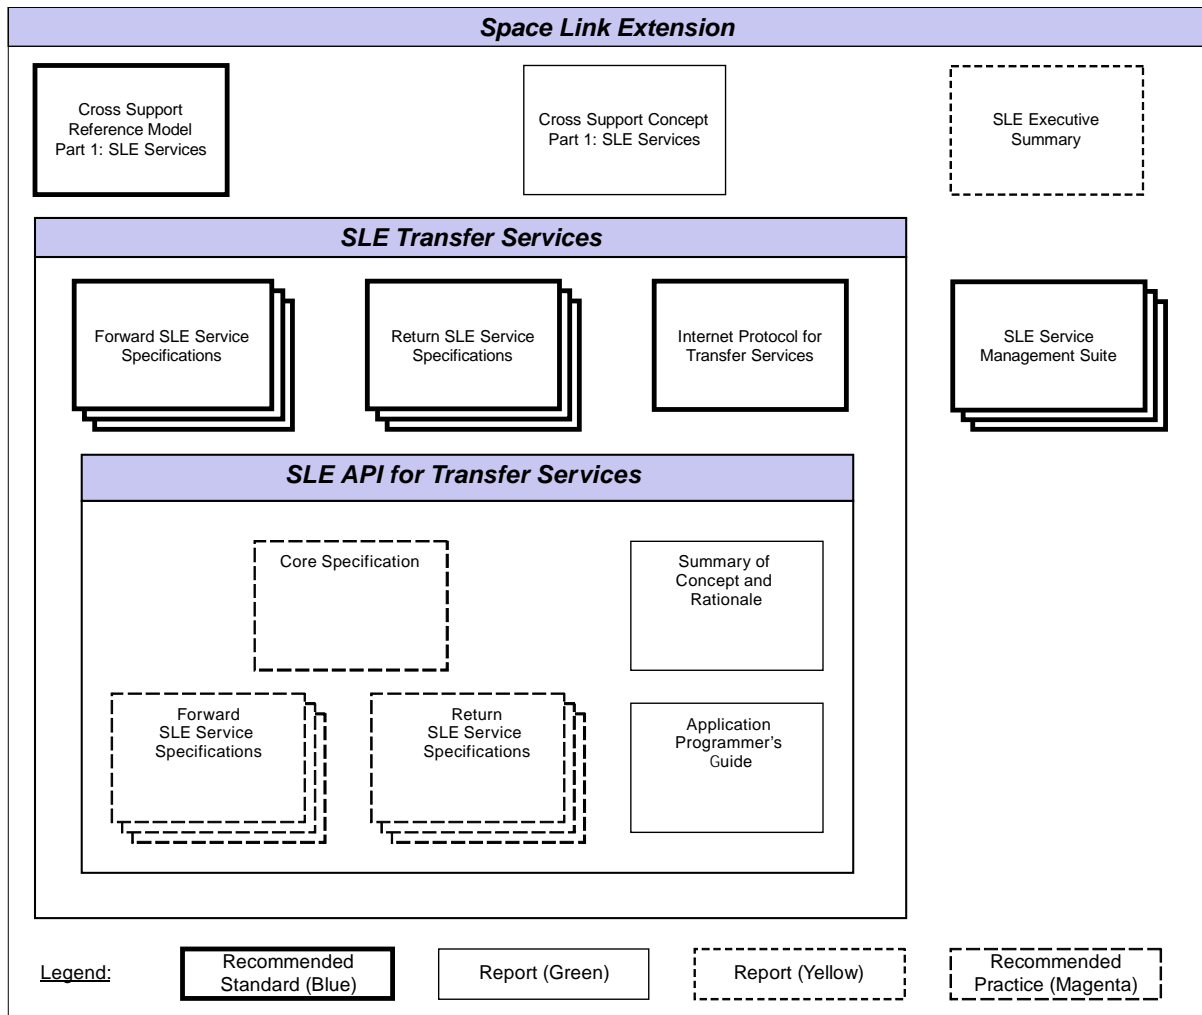 Space Link Extension
Cross Support
Reference Model
Part 1: SLE Services
Cross Support Concept
Part 1: SLE Services
SLE Executive
Summary
SLE Transfer Services
Forward SLE Service
Specifications
Return SLE Service
Specifications
Internet Protocol for
Transfer Services
SLE Service
Management Suite
SLE API for Transfer Services
Core Specification
Summary of
Concept and
Rationale
Forward
SLE Service
Specifications
Return
SLE Service
Specifications
Application
Programmer's
Guide
Legend:
Recommended
Standard (Blue)
Report (Green)
Report (Yellow)
Recommended
Practice (Magenta)